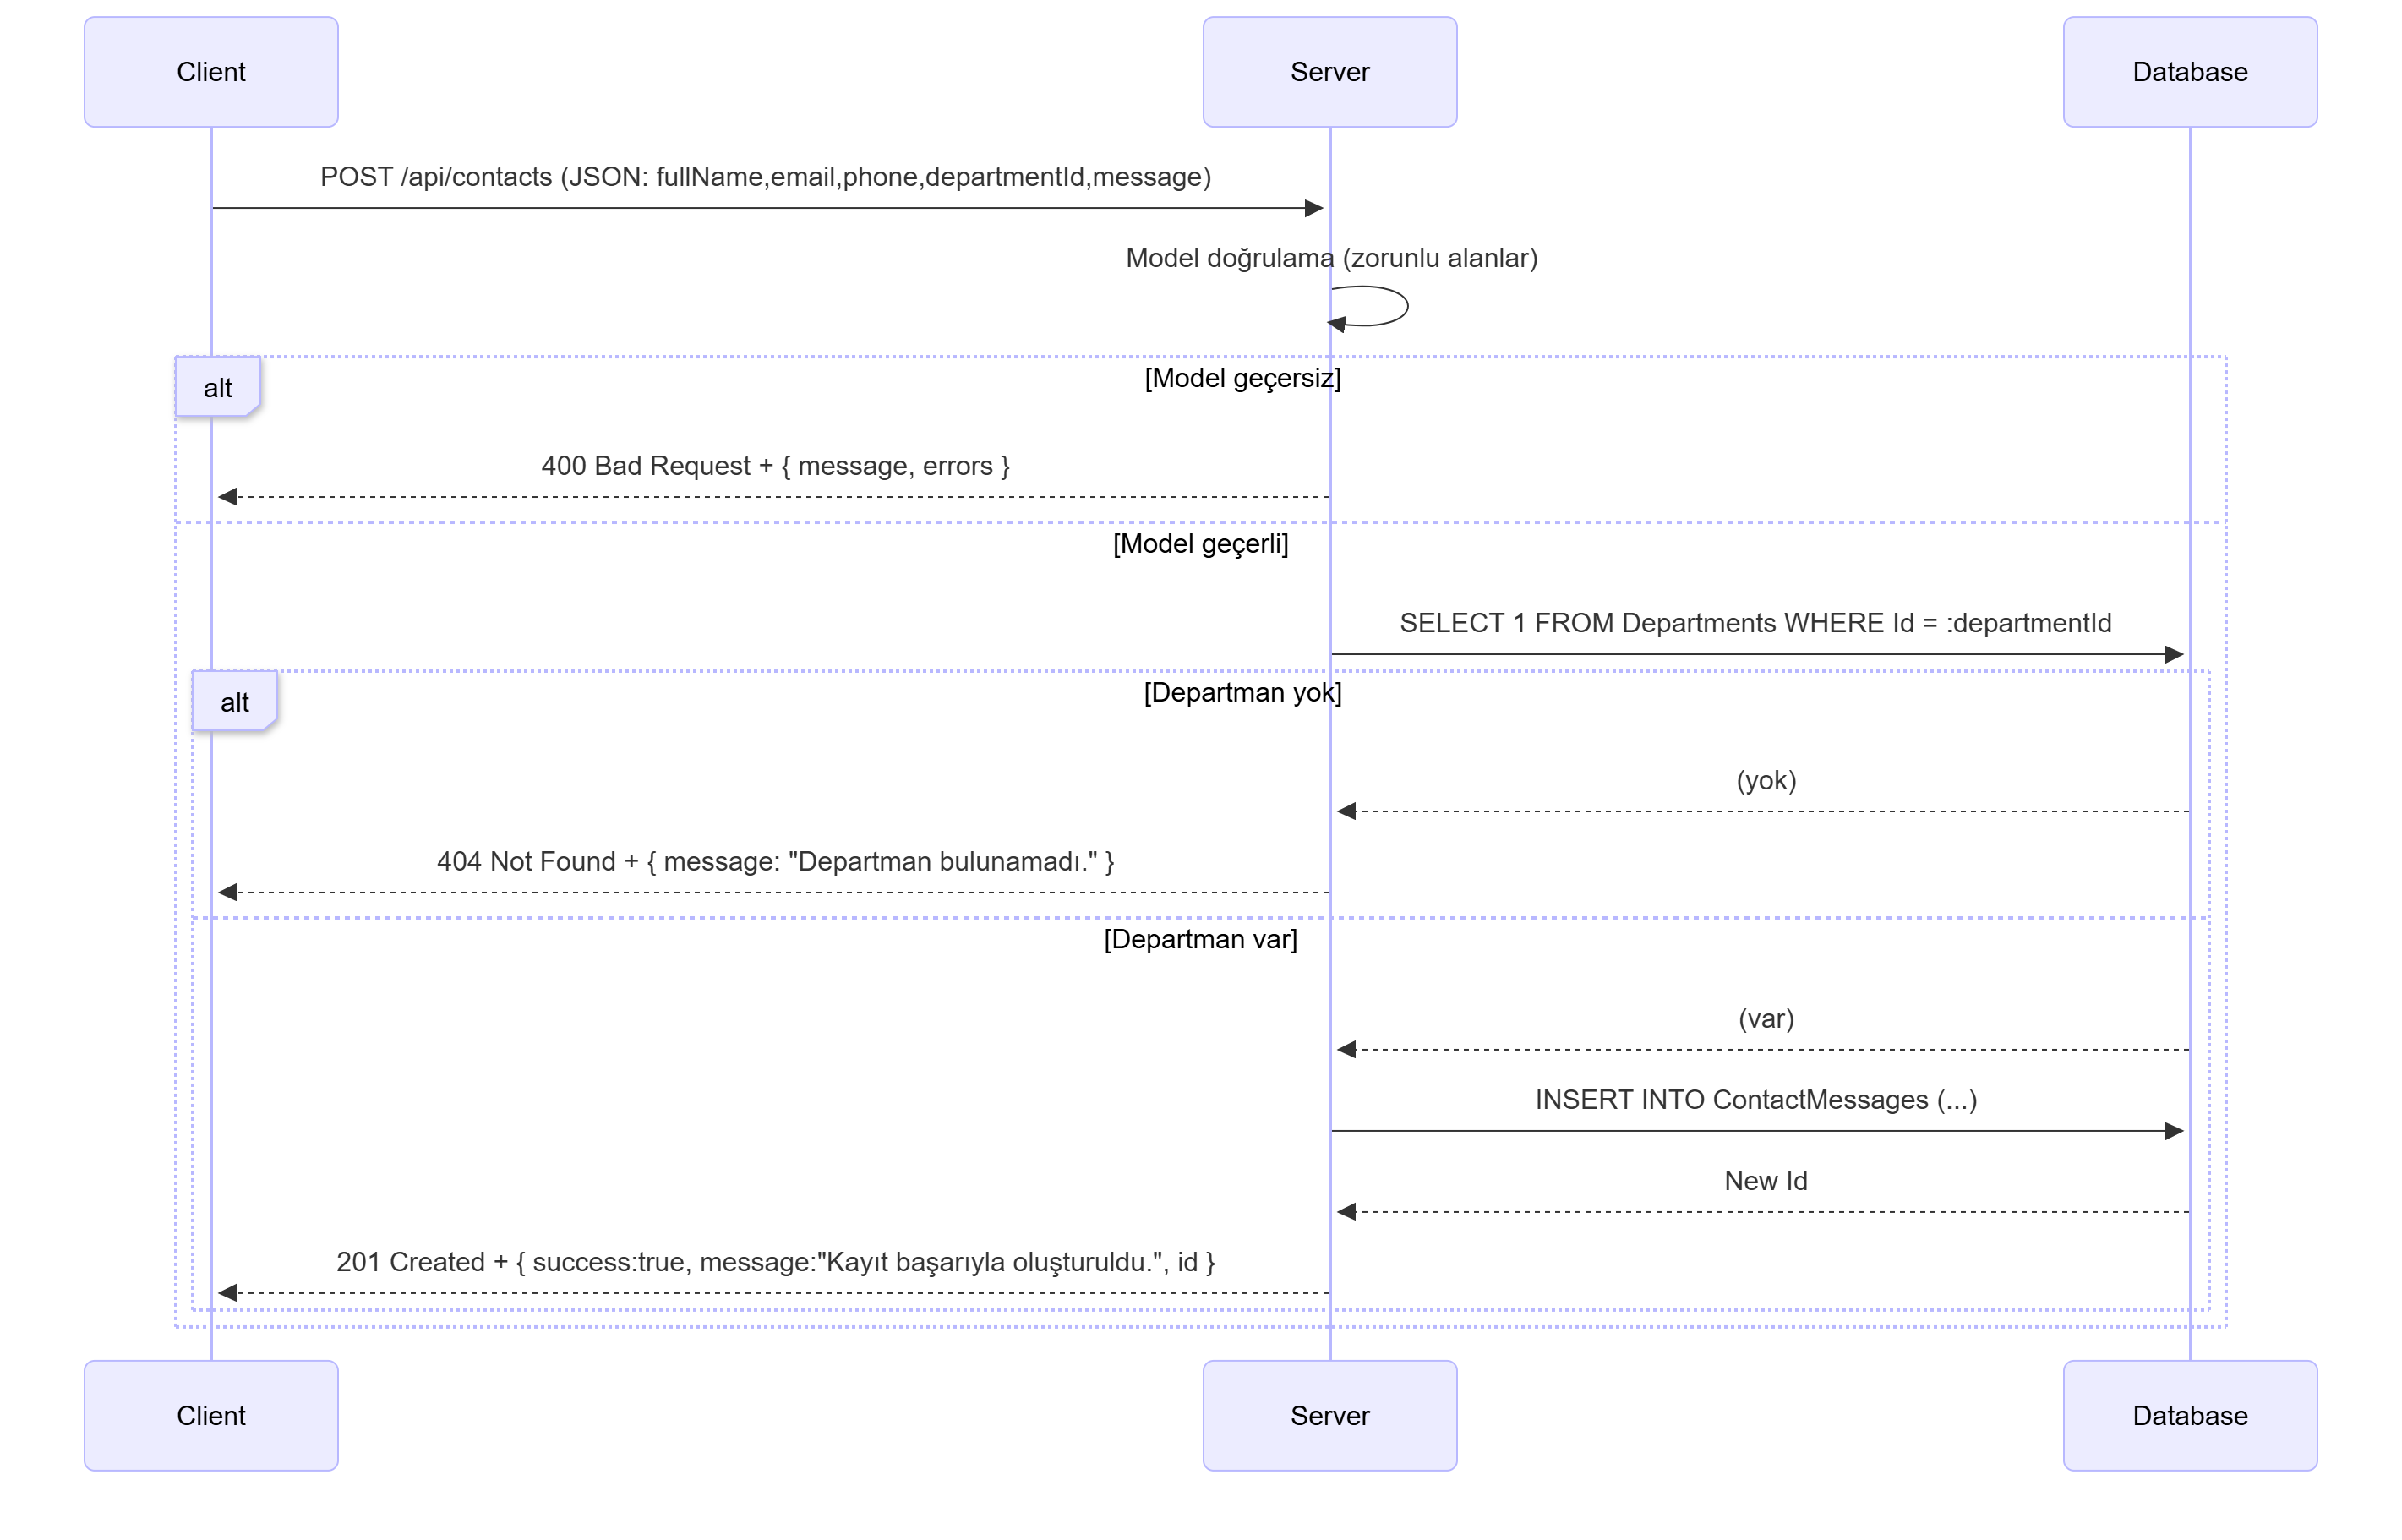 Client
Server
Database
POST /api/contacts (JSON: fullName,email,phone,departmentId,message)
Model doğrulama (zorunlu alanlar)
alt
[Model geçersiz]
400 Bad Request + { message, errors }
[Model geçerli]
SELECT 1 FROM Departments WHERE Id = :departmentId
alt
[Departman yok]
(yok)
404 Not Found + { message: "Departman bulunamadı." }
[Departman var]
(var)
INSERT INTO ContactMessages (...)
New Id
201 Created + { success:true, message:"Kayıt başarıyla oluşturuldu.", id }
Client
Server
Database